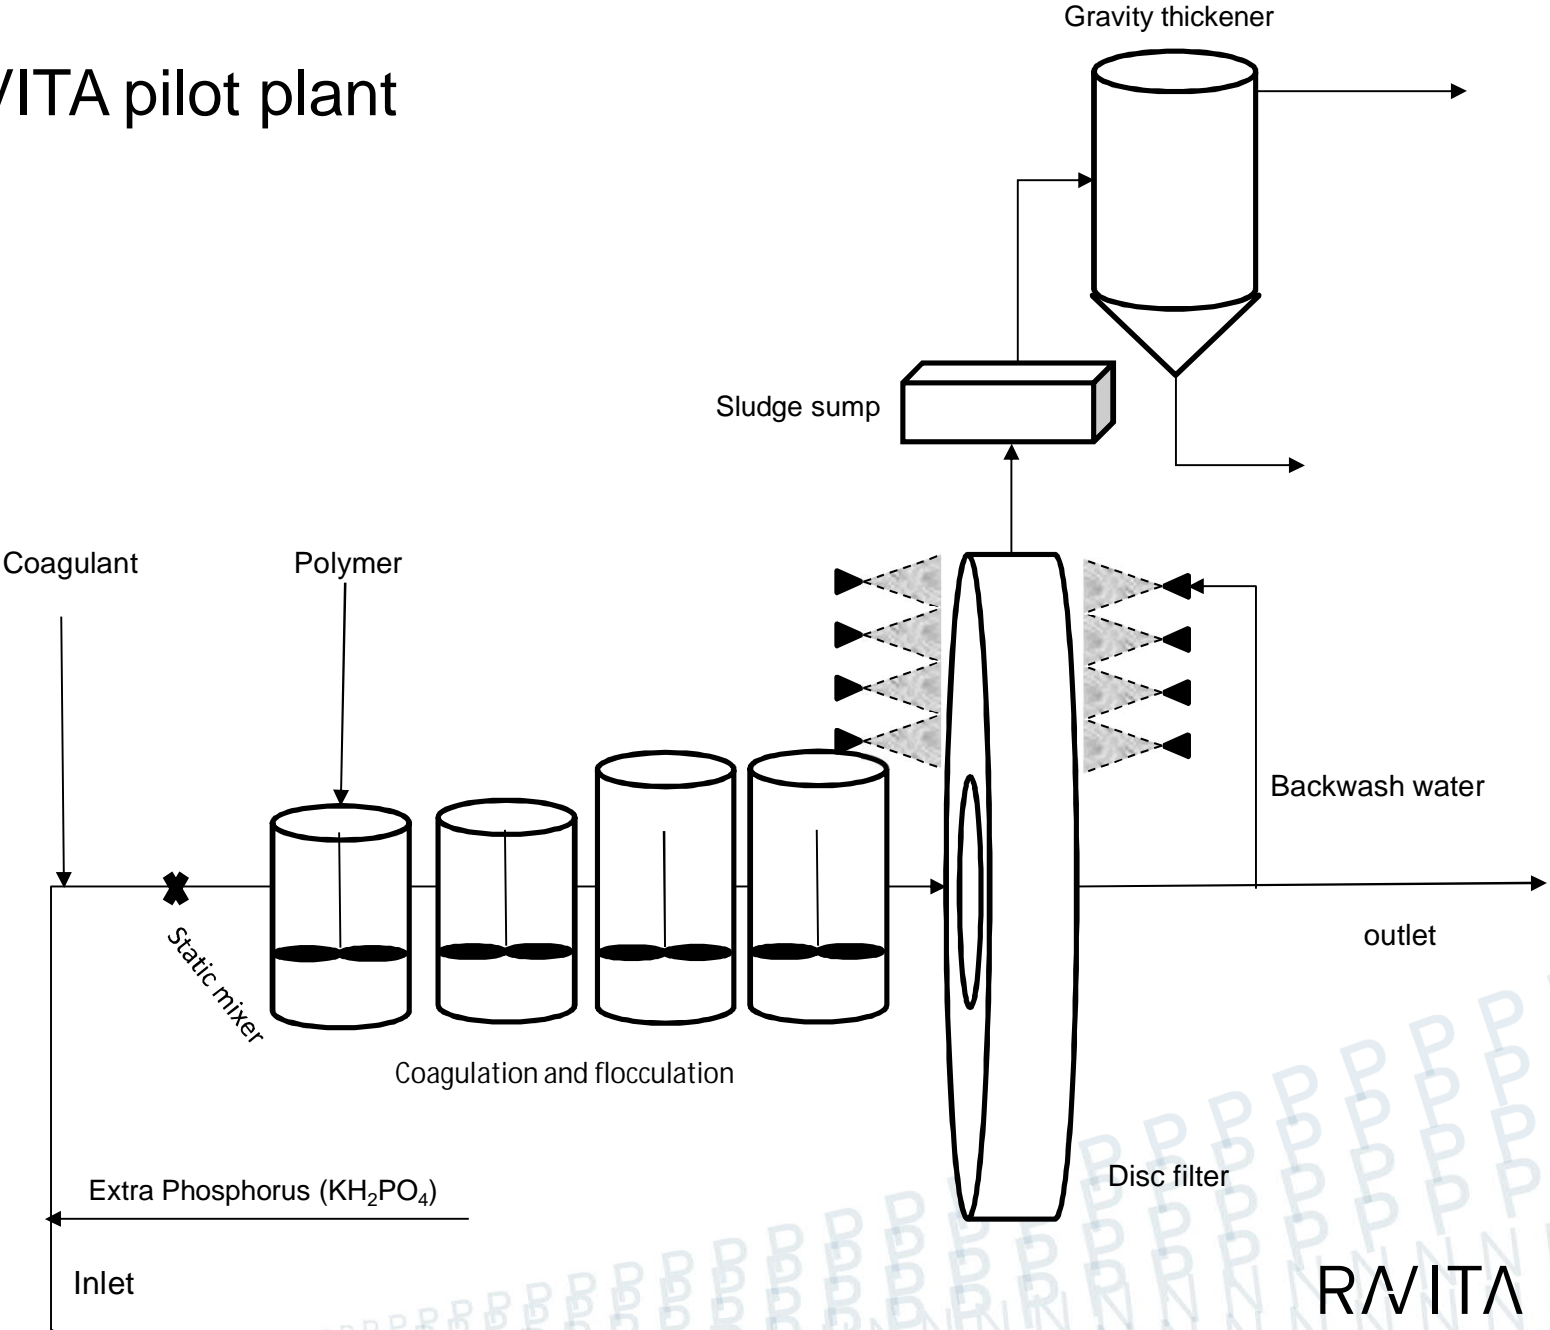 Gravity thickener
VITA pilot plant
Sludge sump
Coagulant
Polymer
Backwash water
outlet
Static mixer
Coagulation and flocculation
Disc filter
Extra Phosphorus (KH₂PO₄)
Inlet
RAVITA